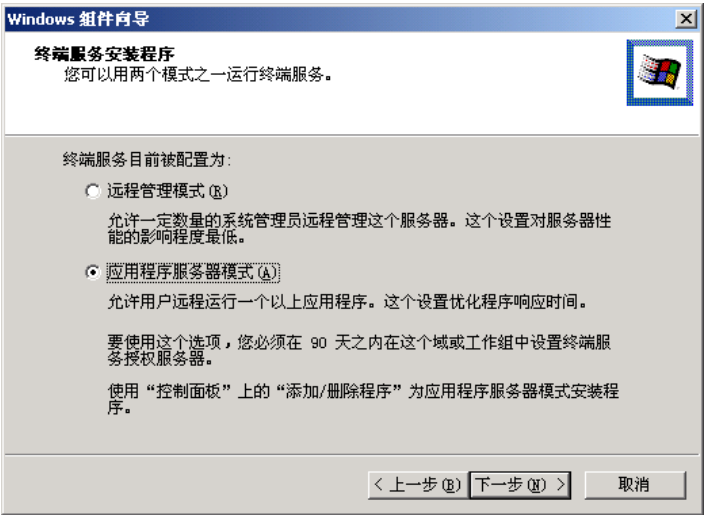 Windows 组件向导
终端服务安装程序
您可以用两个模式之一运行终端服务。
终端服务目前被配置为:
远程管理模式(R)
允许一定数量的系统管理员远程管理这个服务器。这个设置对服务器性
能的影响程度最低。
应用程序服务器模式(A)
允许用户远程运行一个以上应用程序。这个设置优化程序响应时间。
要使用这个选项，您必须在 90 天之内在这个域或工作组中设置终端服
务授权服务器。
使用“控制面板”上的“添加/删除程序”为应用程序服务器模式安装程
序。
< 上一步(B) 下一步(N) > 取消